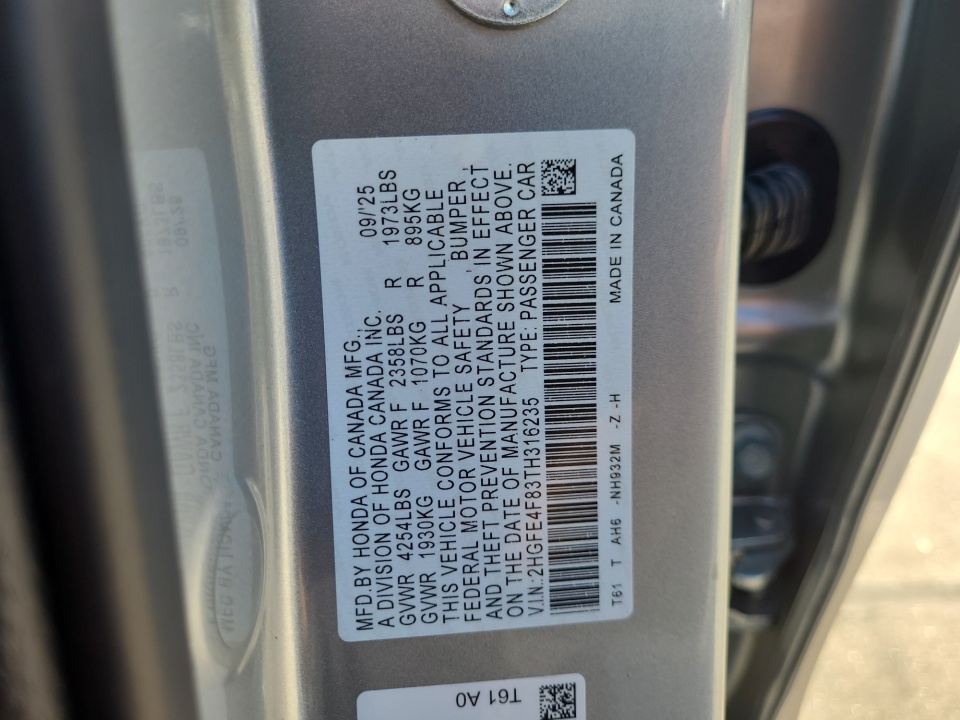 MFD.BY HONDA OF CANADA MFG., 09/'25
A DIVISION OF HONDA CANADA INC.
GVWR 4254LBS GAWR F 2358LBS R 1973LBS
GVWR 1930KG GAWR F 1070KG R 895KG
THIS VEHICLE CONFORMS TO ALL APPLICABLE
FEDERAL MOTOR VEHICLE SAFETY , BUMPER ,
AND THEFT PREVENTION STANDARDS IN EFFECT
ON THE DATE OF MANUFACTURE SHOWN ABOVE.
V.I.N.:2HGFE4F83TH316235 TYPE: PASSENGER CAR
T61 T AH6 -NH932M -Z -H MADE IN CANADA
T61 A0